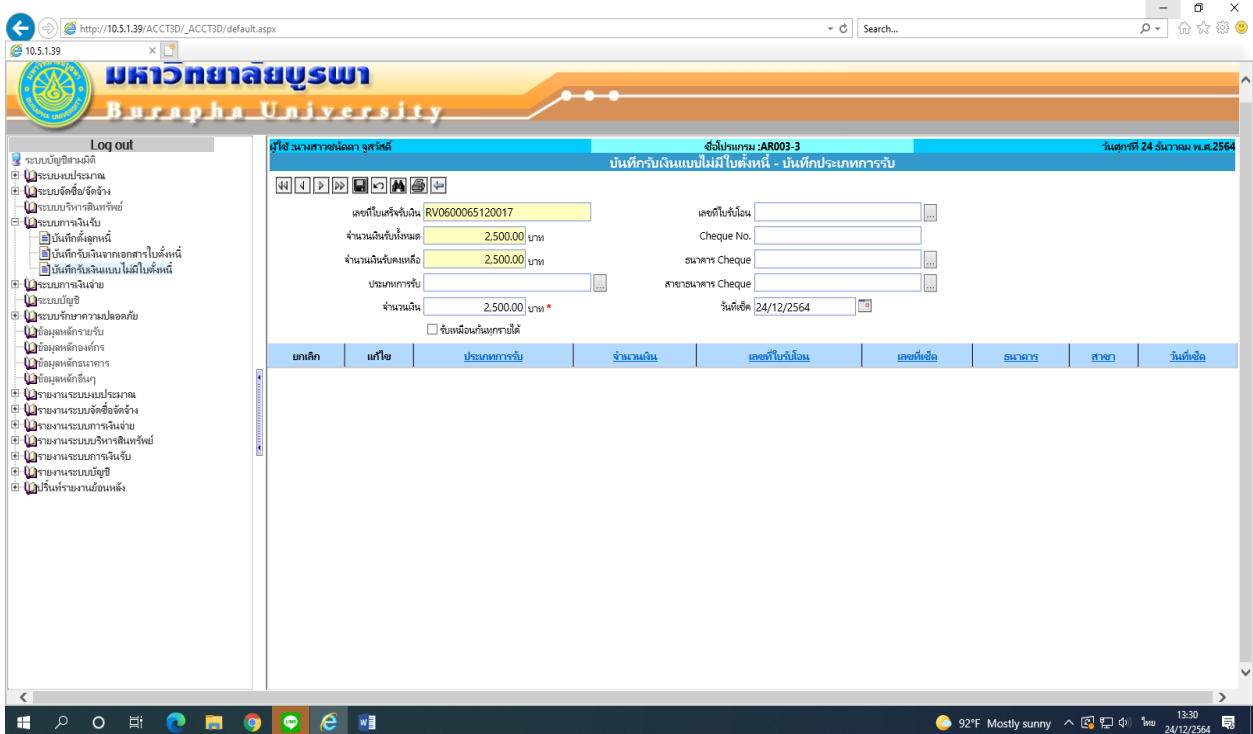 http://10.5.1.39/ACCT3D/_ACCT3D/default.aspx
Search...
10.5.1.39
มหาวิทยาลัยบูรพา
Burapha University
Log out
ระบบบัญชีสามมิติ
ระบบงบประมาณ
ระบบจัดซื้อ/จัดจ้าง
ระบบบริหารสินทรัพย์
ระบบการเงินรับ
บันทึกตั้งลูกหนี้
บันทึกรับเงินจากเอกสารใบตั้งหนี้
บันทึกรับเงินแบบไม่มีใบตั้งหนี้
ระบบการเงินจ่าย
ระบบบัญชี
ระบบรักษาความปลอดภัย
ข้อมูลหลักรายรับ
ข้อมูลหลักองค์กร
ข้อมูลหลักธนาคาร
ข้อมูลหลักอื่นๆ
รายงานระบบงบประมาณ
รายงานระบบจัดซื้อจัดจ้าง
รายงานระบบการเงินจ่าย
รายงานระบบบริหารสินทรัพย์
รายงานระบบการเงินรับ
รายงานระบบบัญชี
ปริ้นท์รายงานย้อนหลัง
ผู้ใช้ :นางสาวชนัดดา จูสวัสดิ์
ชื่อโปรแกรม :AR003-3
วันศุกร์ที่ 24 ธันวาคม พ.ศ.2564
บันทึกรับเงินแบบไม่มีใบตั้งหนี้ - บันทึกประเภทการรับ
เลขที่ใบเสร็จรับเงิน RV0600065120017
เลขที่ใบรับโอน ...
จำนวนเงินรับทั้งหมด 2,500.00 บาท
Cheque No.
จำนวนเงินรับคงเหลือ 2,500.00 บาท
ธนาคาร Cheque ...
ประเภทการรับ ...
สาขาธนาคาร Cheque ...
จำนวนเงิน 2,500.00 บาท *
วันที่เช็ค 24/12/2564
รับเหมือนกันทุกรายได้
ยกเลิก แก้ไข ประเภทการรับ จำนวนเงิน เลขที่ใบรับโอน เลขที่เช็ค ธนาคาร สาขา วันที่เช็ค
92°F Mostly sunny
ไทย
13:30
24/12/2564